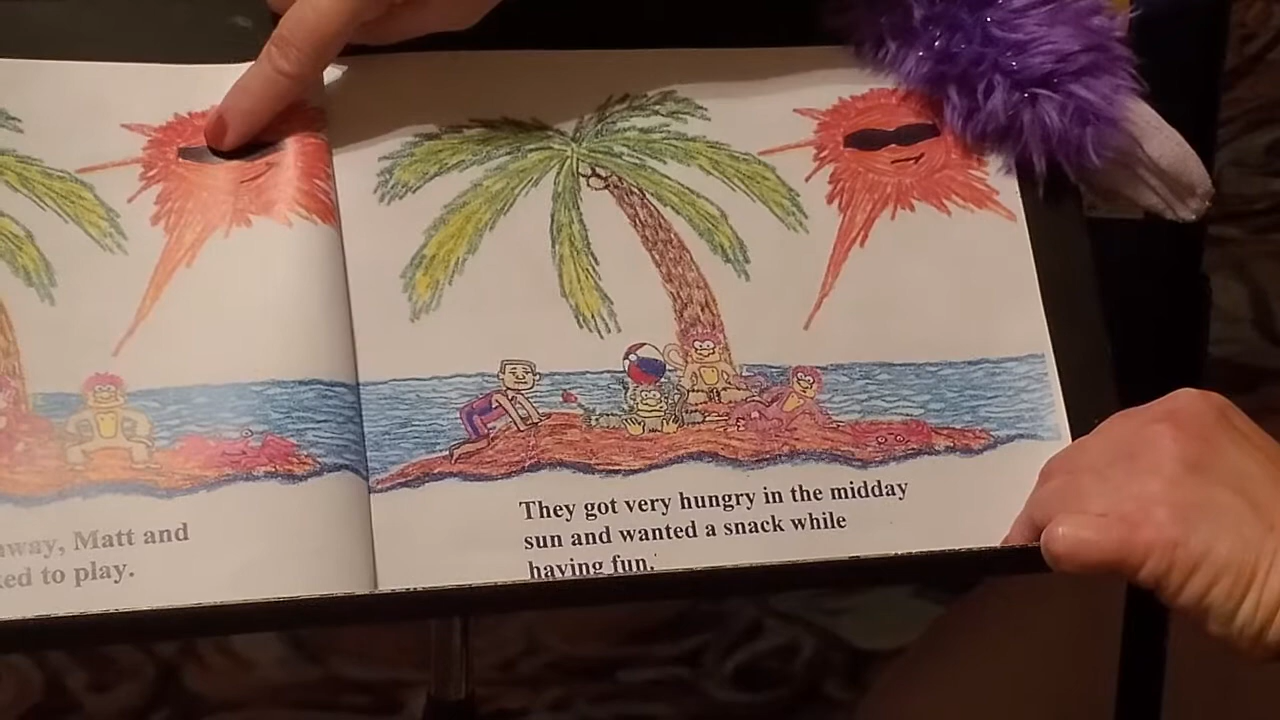 away, Matt and
ked to play.
They got very hungry in the midday
sun and wanted a snack while
having fun.